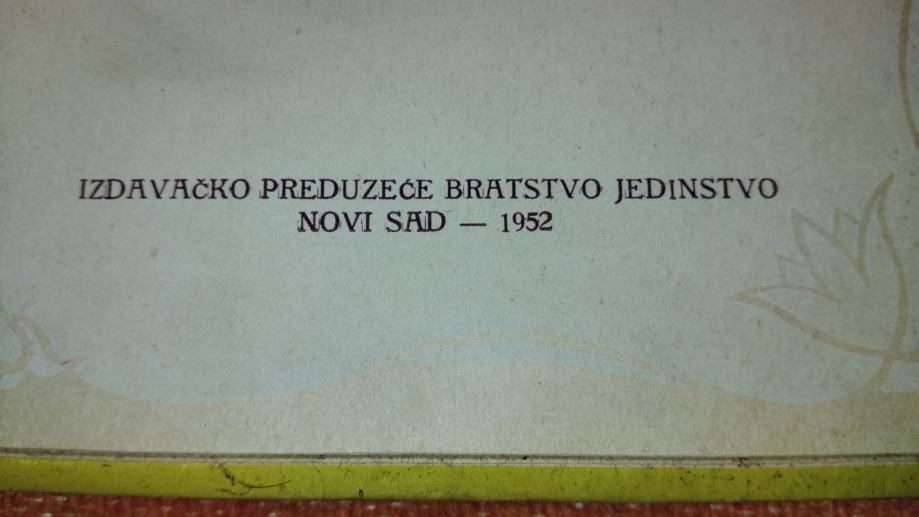 IZDAVAČKO PREDUZEĆE BRATSTVO JEDINSTVO
NOVI SAD — 1952